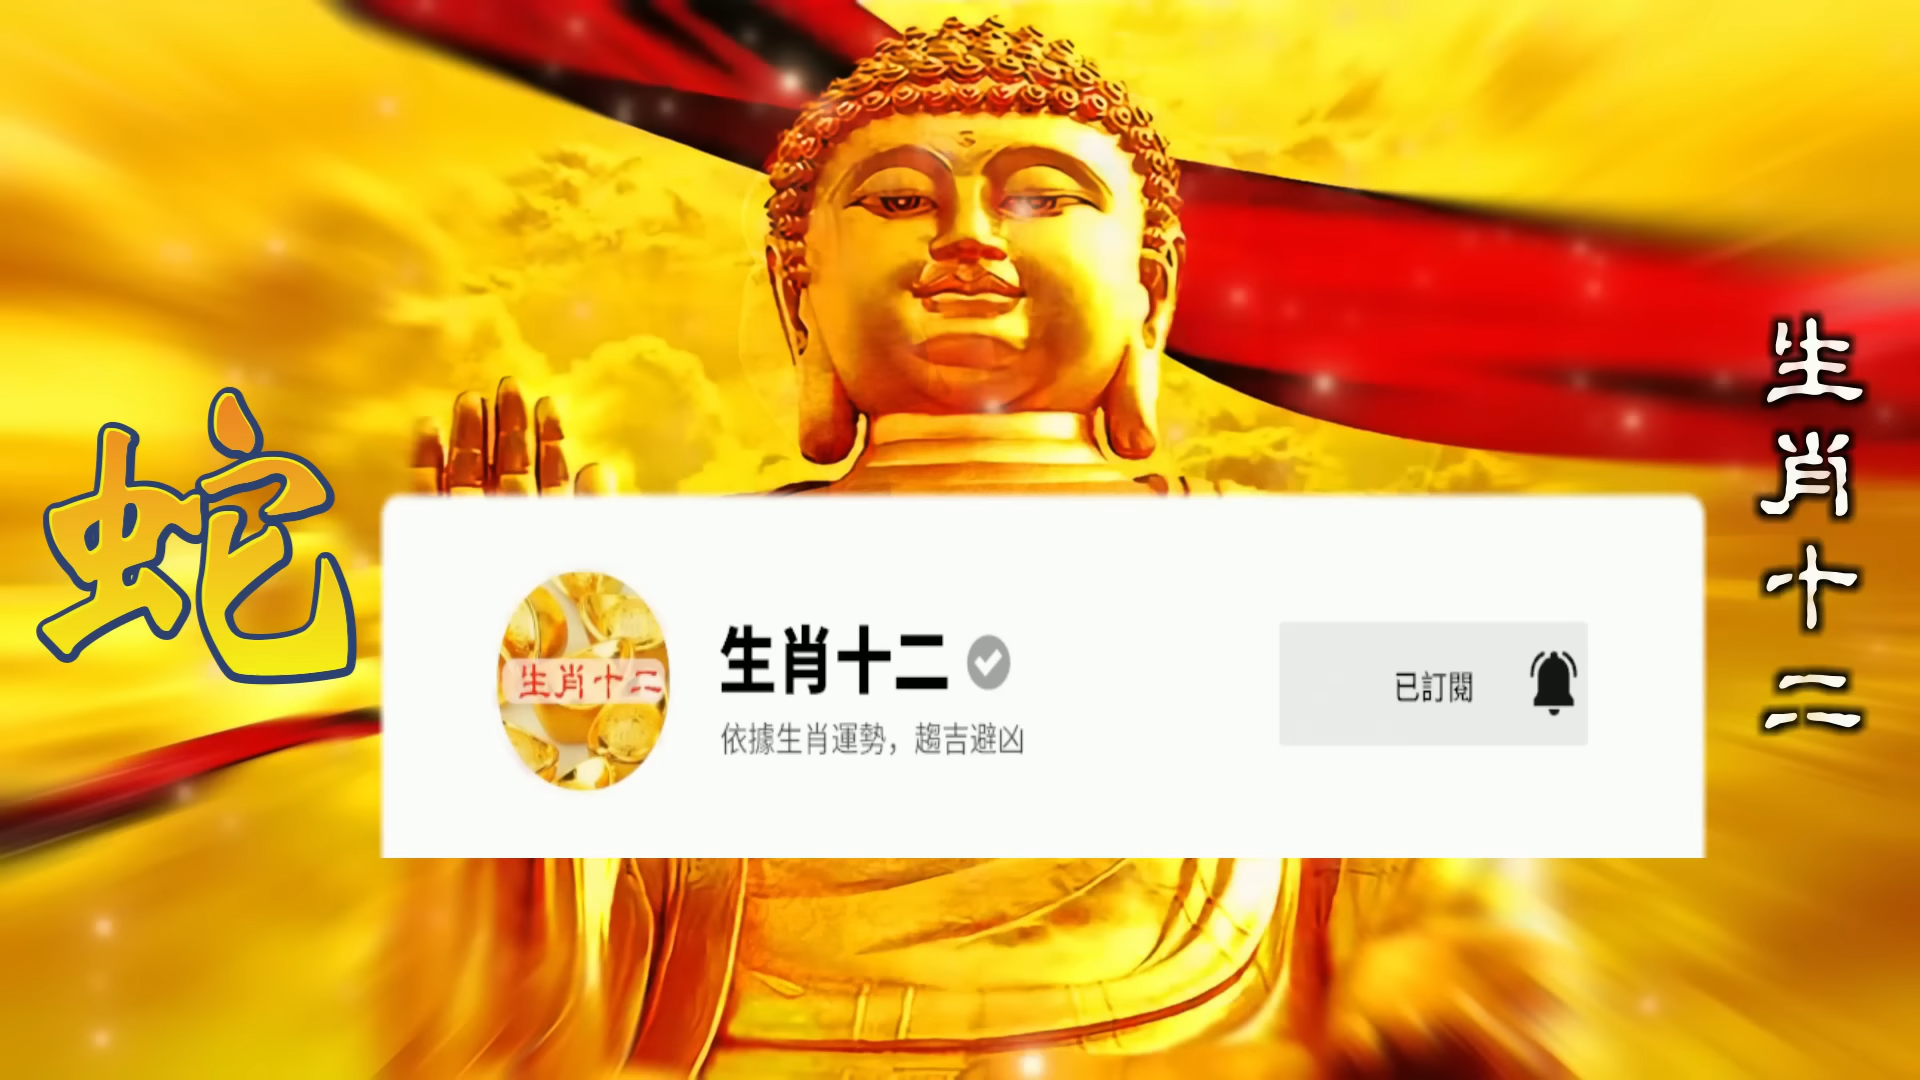 蛇
生肖十二
生肖十二
依據生肖運勢，趨吉避凶
已訂閱
生肖十二